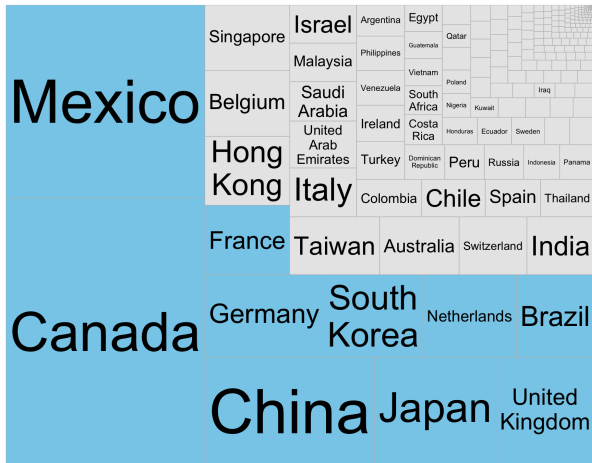 Mexico
Canada
Singapore
Belgium
Hong
Kong
France
Israel
Malaysia
Saudi
Arabia
United
Arab
Emirates
Italy
Argentina
Philippines
Venezuela
Ireland
Turkey
Colombia
Egypt
Guatemala
Vietnam
South
Africa
Costa
Rica
Dominican
Republic
Qatar
Poland
Nigeria
Kuwait
Iraq
Honduras
Ecuador
Sweden
Peru
Russia
Indonesia
Panama
Chile
Spain
Thailand
Taiwan
Australia
Switzerland
India
Germany
South
Korea
Netherlands
Brazil
China
Japan
United
Kingdom